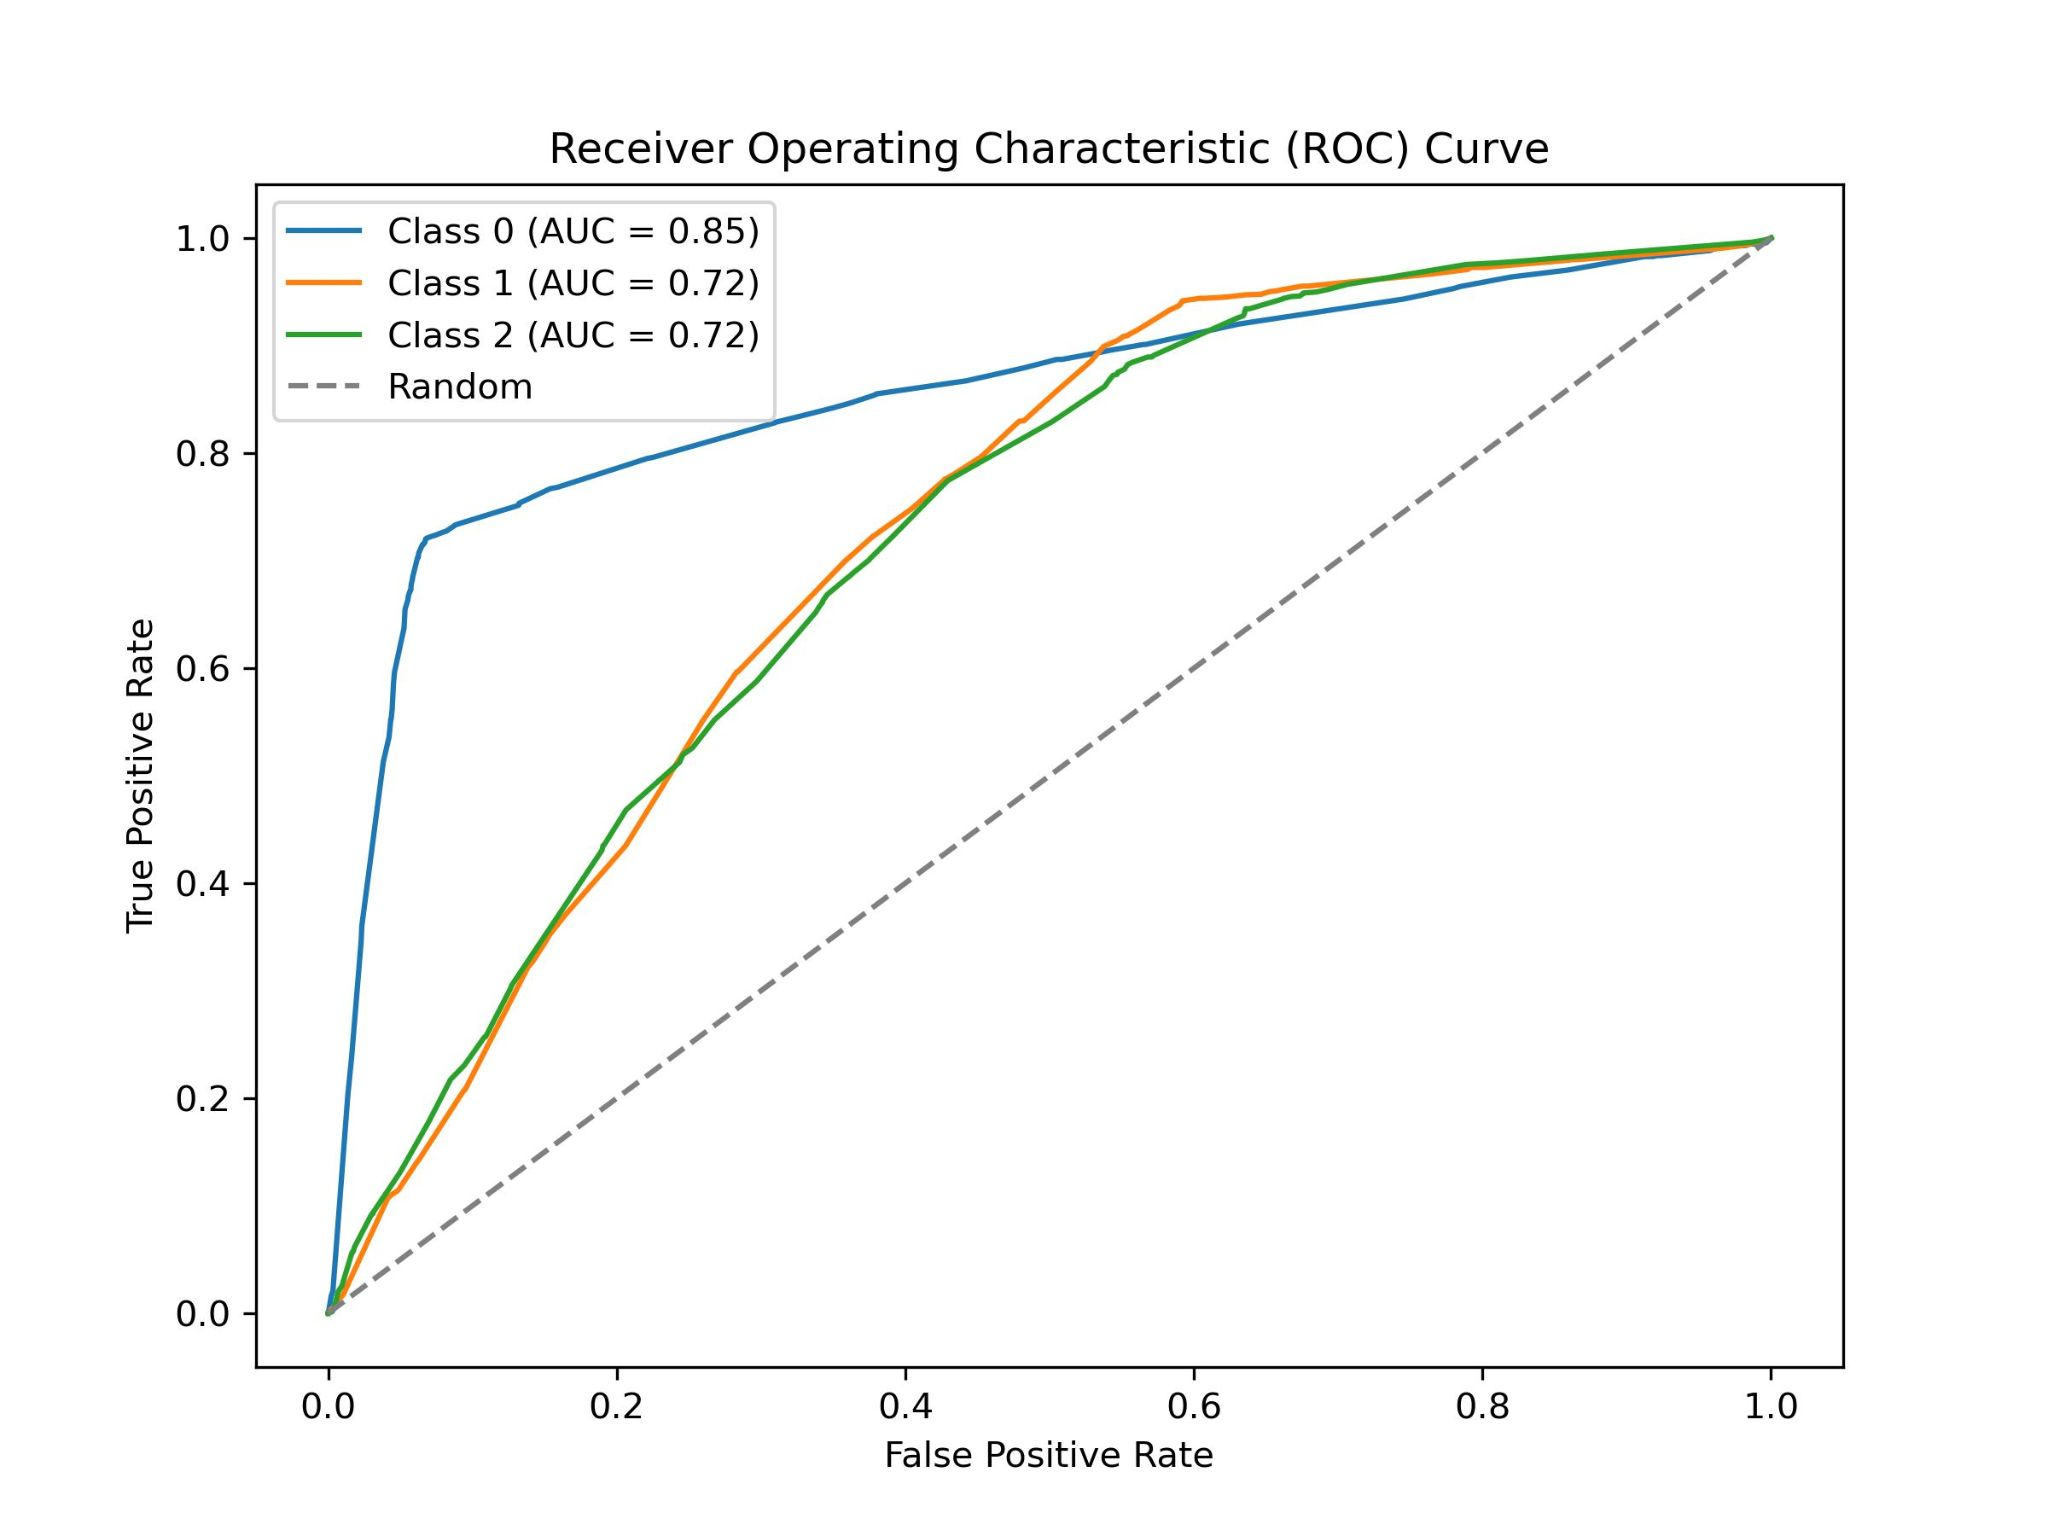 Receiver Operating Characteristic (ROC) Curve
Class 0 (AUC = 0.85)
Class 1 (AUC = 0.72)
Class 2 (AUC = 0.72)
Random
True Positive Rate
1.0
0.8
0.6
0.4
0.2
0.0
0.0 0.2 0.4 0.6 0.8 1.0
False Positive Rate